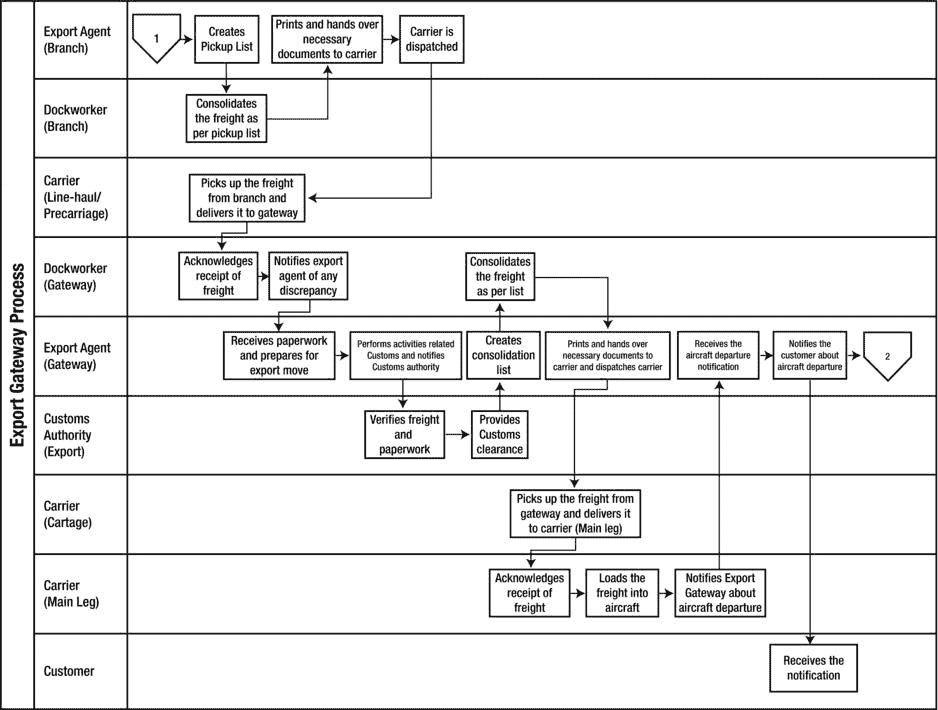 Export Gateway Process
Export Agent
(Branch)
1
Creates
Pickup List
Prints and hands over
necessary
documents to carrier
Carrier is
dispatched
Dockworker
(Branch)
Consolidates
the freight as
per pickup list
Carrier
(Line-haul/
Precarriage)
Picks up the freight
from branch and
delivers it to gateway
Dockworker
(Gateway)
Acknowledges
receipt of
freight
Notifies export
agent of any
discrepancy
Consolidates
the freight
as per list
Export Agent
(Gateway)
Receives paperwork
and prepares for
export move
Performs activities related
Customs and notifies
Customs authority
Creates
consolidation
list
Prints and hands over
necessary documents to
carrier and dispatches carrier
Receives the
aircraft departure
notification
Notifies the
customer about
aircraft departure
2
Customs
Authority
(Export)
Verifies freight
and
paperwork
Provides
Customs
clearance
Carrier
(Cartage)
Picks up the freight from
gateway and delivers it
to carrier (Main leg)
Carrier
(Main Leg)
Acknowledges
receipt of
freight
Loads the
freight into
aircraft
Notifies Export
Gateway about
aircraft departure
Customer
Receives the
notification